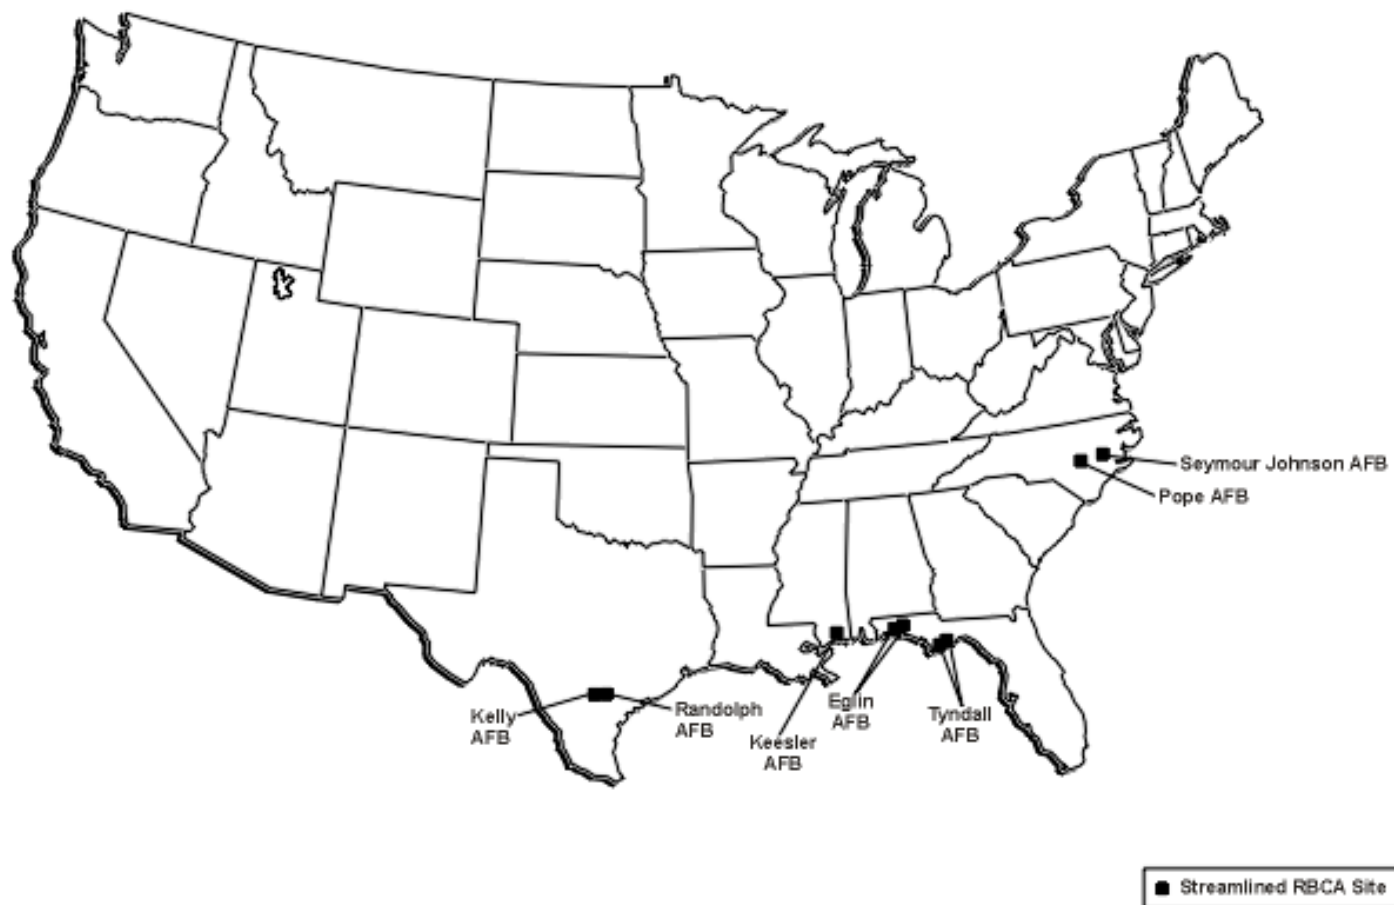 Seymour Johnson AFB
Pope AFB
Kelly
AFB
Randolph
AFB
Keesler
AFB
Eglin
AFB
Tyndall
AFB
Streamlined RBCA Site